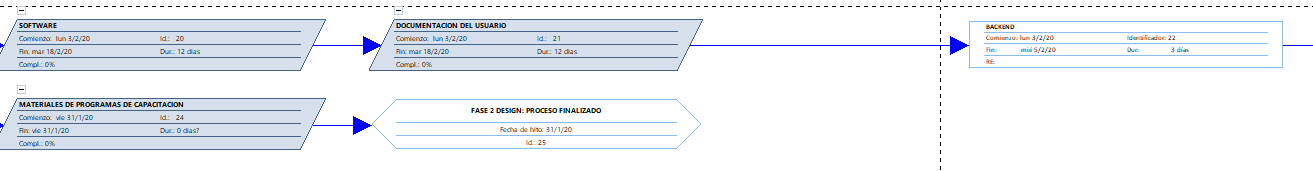 SOFTWARE
Comienzo: lun 3/2/20 Id.: 20
Fin: mar 18/2/20 Dur.: 12 días
Compl.: 0%
DOCUMENTACION DEL USUARIO
Comienzo: lun 3/2/20 Id.: 21
Fin: mar 18/2/20 Dur.: 12 días
Compl.: 0%
BACKEND
Comienzo: lun 3/2/20 Identificador: 22
Fin: mié 5/2/20 Dur: 3 días
RE:
MATERIALES DE PROGRAMAS DE CAPACITACION
Comienzo: vie 31/1/20 Id.: 24
Fin: vie 31/1/20 Dur.: 0 días?
Compl.: 0%
FASE 2 DESIGN: PROCESO FINALIZADO
Fecha de hito: 31/1/20
Id.: 25